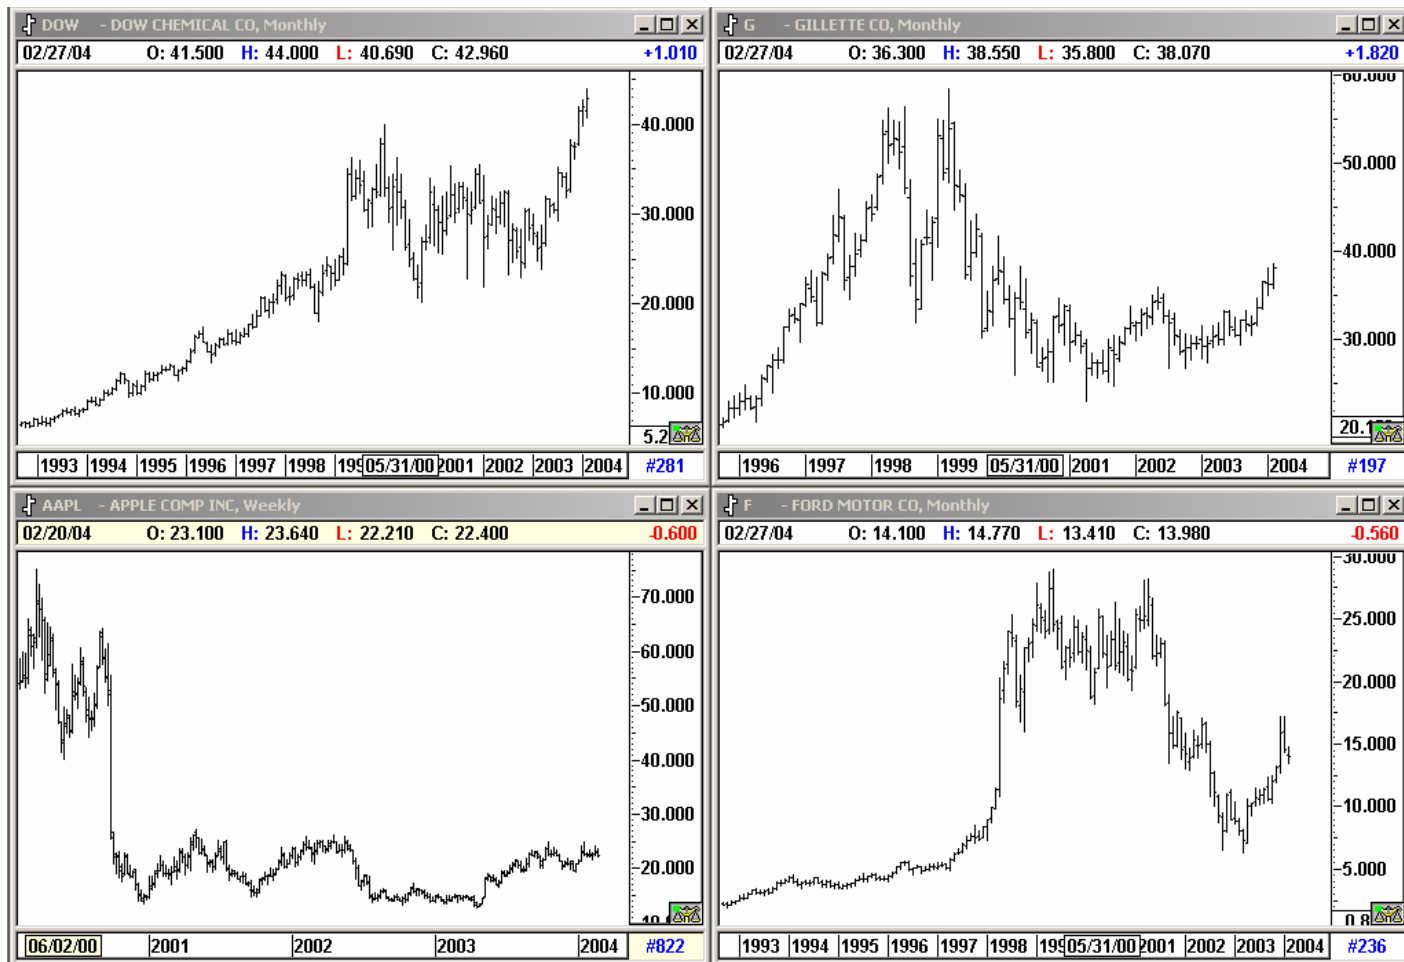 DOW - DOW CHEMICAL CO, Monthly
02/27/04 O: 41.500 H: 44.000 L: 40.690 C: 42.960 +1.010
40.000
30.000
20.000
10.000
5.2
1993 1994 1995 1996 1997 1998 199 05/31/00 2001 2002 2003 2004 #281
G - GILLETTE CO, Monthly
02/27/04 O: 36.300 H: 38.550 L: 35.800 C: 38.070 +1.820
60.000
50.000
40.000
30.000
20.1
1996 1997 1998 1999 05/31/00 2001 2002 2003 2004 #197
AAPL - APPLE COMP INC, Weekly
02/20/04 O: 23.100 H: 23.640 L: 22.210 C: 22.400 -0.600
70.000
60.000
50.000
40.000
30.000
20.000
06/02/00 2001 2002 2003 2004 #822
F - FORD MOTOR CO, Monthly
02/27/04 O: 14.100 H: 14.770 L: 13.410 C: 13.980 -0.560
30.000
25.000
20.000
15.000
10.000
5.000
0.8
1993 1994 1995 1996 1997 1998 199 05/31/00 2001 2002 2003 2004 #236